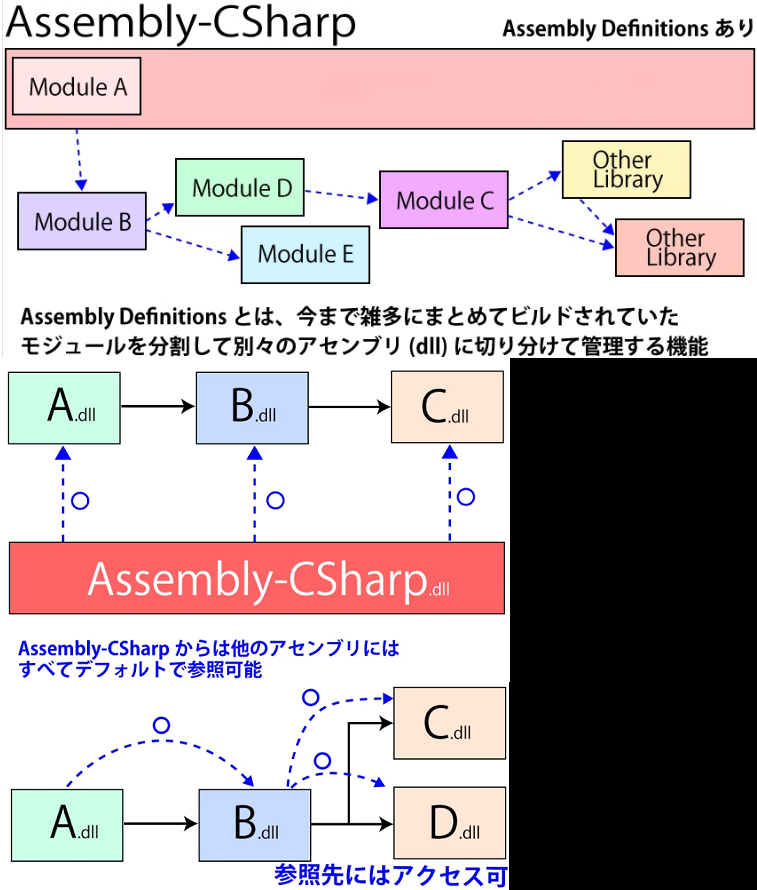 Assembly-CSharp
Assembly Definitions あり
Module A
Module B
Module D
Module E
Module C
Other
Library
Other
Library
Assembly Definitions とは、今まで雑多にまとめてビルドされていた
モジュールを分割して別々のアセンブリ (dll) に切り分けて管理する機能
A.dll
B.dll
C.dll
Assembly-CSharp.dll
Assembly-CSharp からは他のアセンブリには
すべてデフォルトで参照可能
C.dll
A.dll
B.dll
D.dll
参照先にはアクセス可